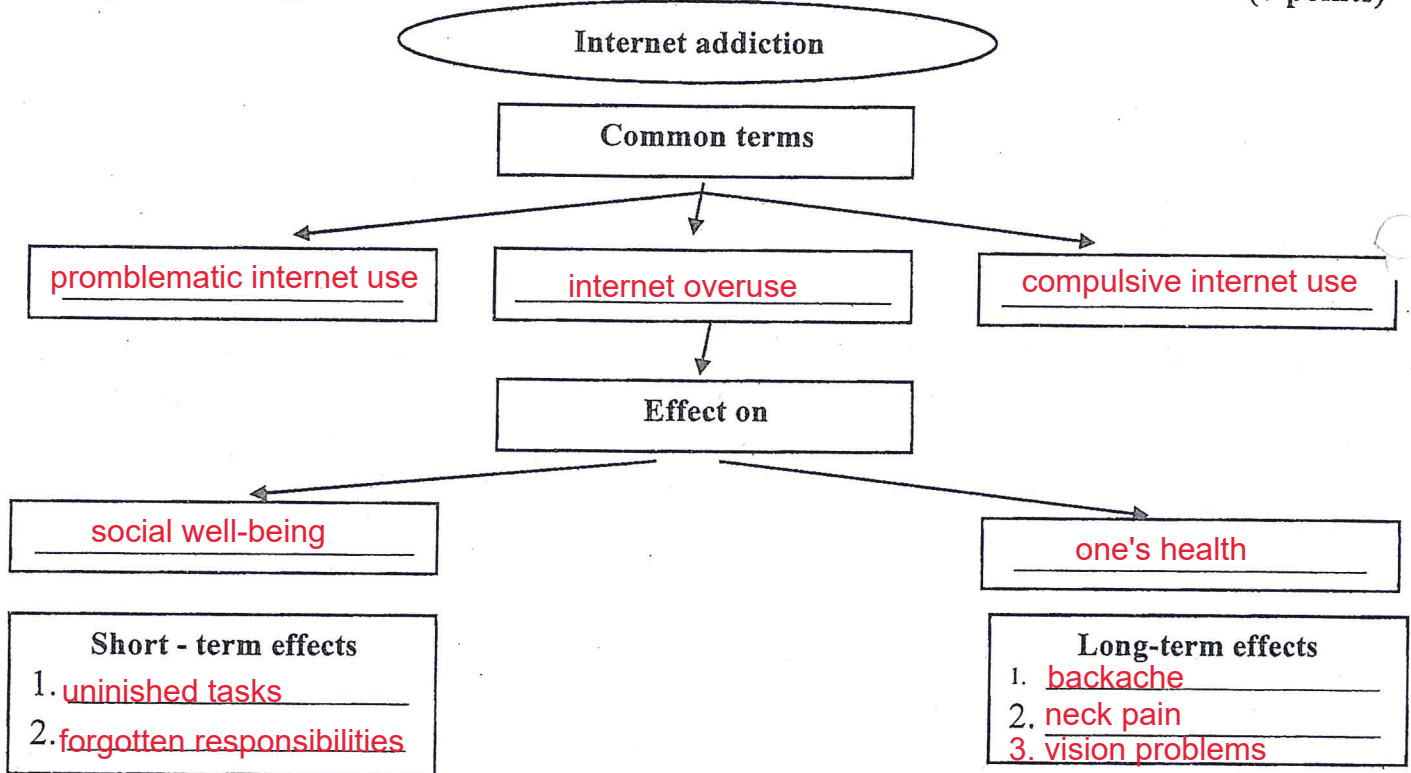 (7 points)
Internet addiction
Common terms
promblematic internet use
internet overuse
compulsive internet use
Effect on
social well-being
one's health
Short - term effects
1. uninished tasks
2. forgotten responsibilities
Long-term effects
1. backache
2. neck pain
3. vision problems